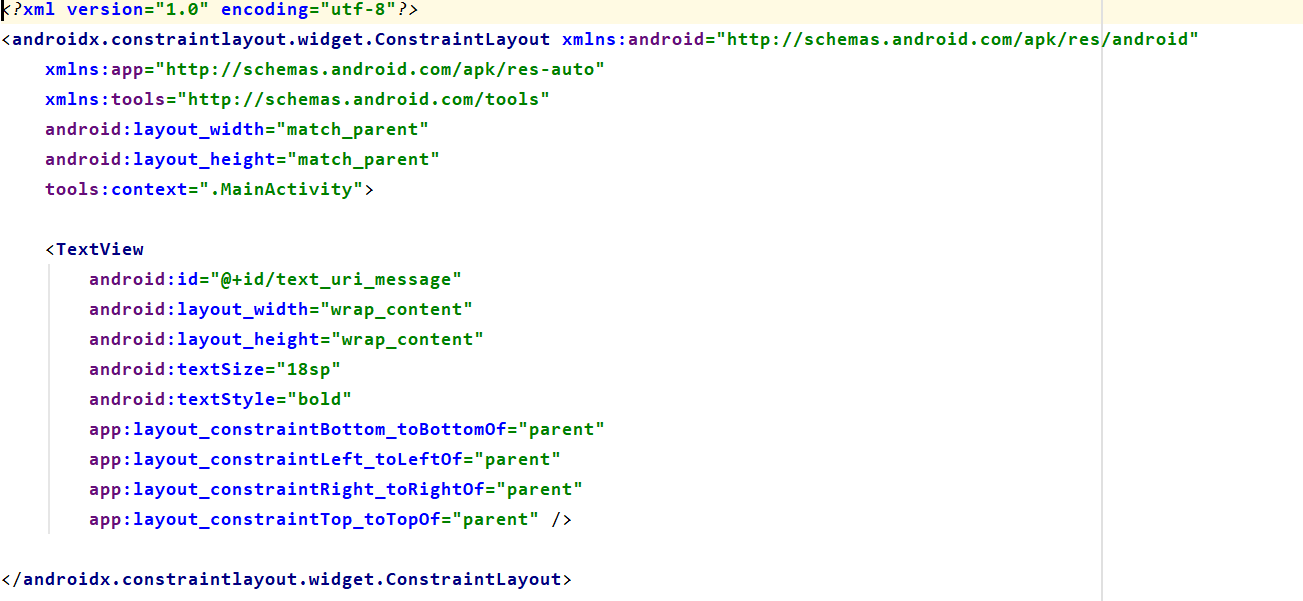 <?xml version="1.0" encoding="utf-8"?>
<androidx.constraintlayout.widget.ConstraintLayout xmlns:android="http://schemas.android.com/apk/res/android"
    xmlns:app="http://schemas.android.com/apk/res-auto"
    xmlns:tools="http://schemas.android.com/tools"
    android:layout_width="match_parent"
    android:layout_height="match_parent"
    tools:context=".MainActivity">

    <TextView
        android:id="@+id/text_uri_message"
        android:layout_width="wrap_content"
        android:layout_height="wrap_content"
        android:textSize="18sp"
        android:textStyle="bold"
        app:layout_constraintBottom_toBottomOf="parent"
        app:layout_constraintLeft_toLeftOf="parent"
        app:layout_constraintRight_toRightOf="parent"
        app:layout_constraintTop_toTopOf="parent" />

</androidx.constraintlayout.widget.ConstraintLayout>